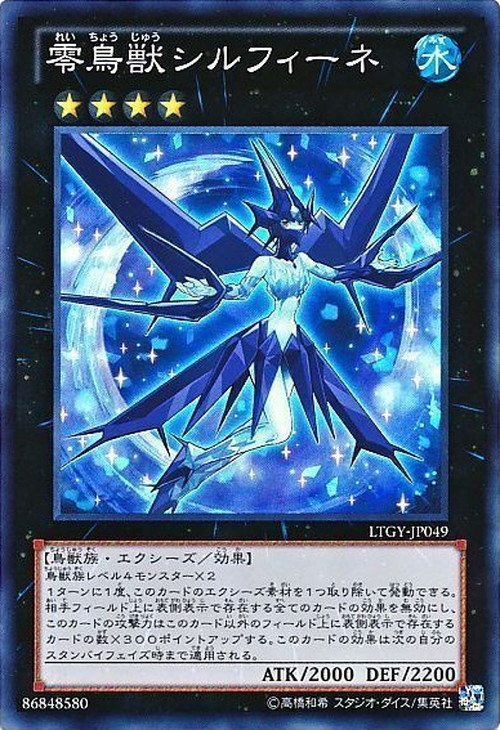 れい ちょう じゅう
零鳥獣シルフィーネ
みず
水
LTGY-JP049
ちょうじゅうぞく こうか
【鳥獣族・エクシーズ/効果】
鳥獣族レベル4モンスター×2
1ターンに1度、このカードのエクシーズ素材を1つ取り除いて発動できる。
相手フィールド上に表側表示で存在する全てのカードの効果を無効にし、
このカードの攻撃力はこのカード以外のフィールド上に表側表示で存在する
カードの数×300ポイントアップする。このカードの効果は次の自分の
スタンバイフェイズ時まで適用される。
ATK/2000 DEF/2200
86848580 ©高橋和希 スタジオ・ダイス/集英社